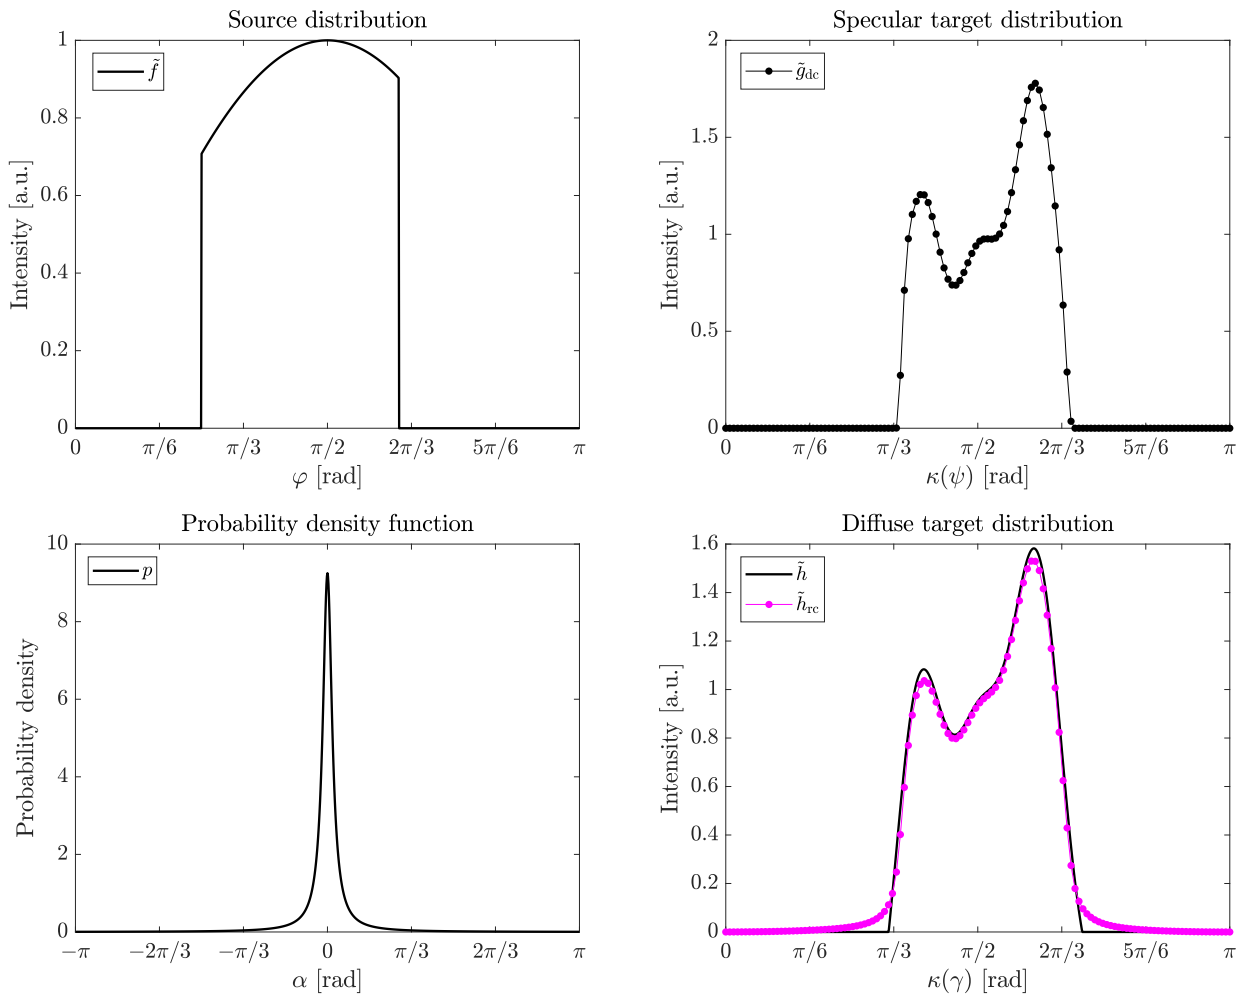 Source distribution
1
0.8
0.6
0.4
0.2
0
Intensity [a.u.]
f̃
0 π/6 π/3 π/2 2π/3 5π/6 π
φ [rad]
Specular target distribution
2
1.5
1
0.5
0
Intensity [a.u.]
g̃dc
0 π/6 π/3 π/2 2π/3 5π/6 π
κ(ψ) [rad]
Probability density function
10
8
6
4
2
0
Probability density
p
−π −2π/3 −π/3 0 π/3 2π/3 π
α [rad]
Diffuse target distribution
1.6
1.4
1.2
1
0.8
0.6
0.4
0.2
0
Intensity [a.u.]
h̃
h̃rc
0 π/6 π/3 π/2 2π/3 5π/6 π
κ(γ) [rad]